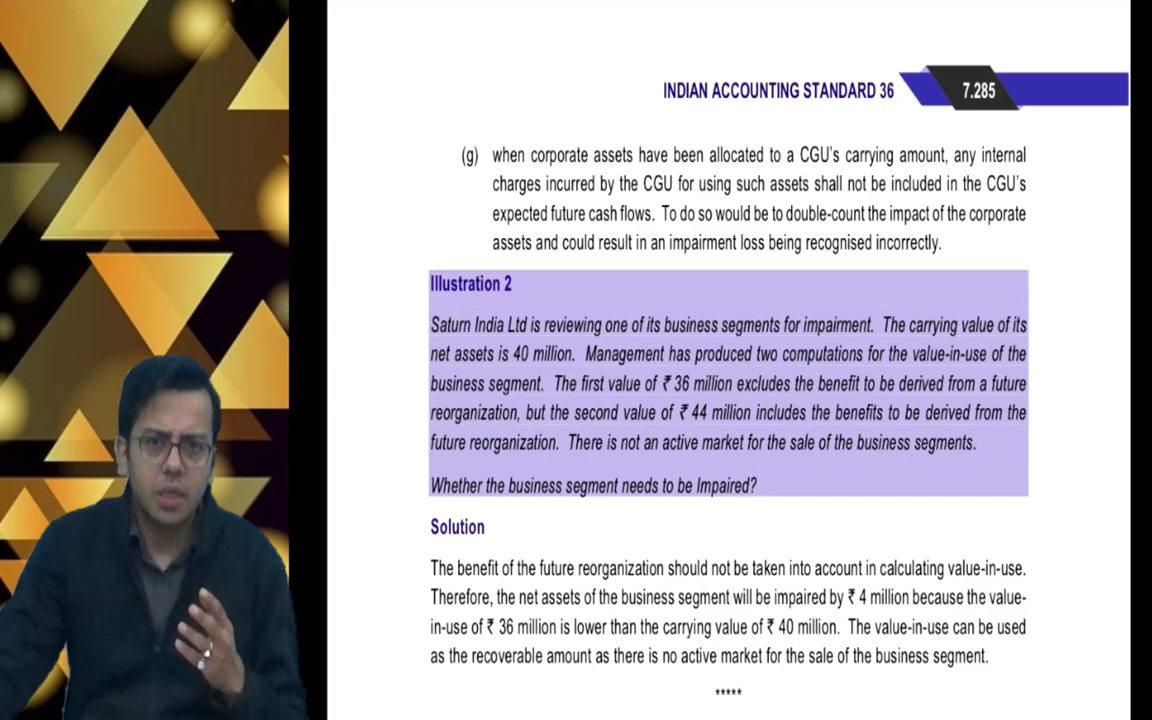 INDIAN ACCOUNTING STANDARD 36 7.285
(g) when corporate assets have been allocated to a CGU's carrying amount, any internal
charges incurred by the CGU for using such assets shall not be included in the CGU's
expected future cash flows. To do so would be to double-count the impact of the corporate
assets and could result in an impairment loss being recognised incorrectly.
Illustration 2
Saturn India Ltd is reviewing one of its business segments for impairment. The carrying value of its
net assets is 40 million. Management has produced two computations for the value-in-use of the
business segment. The first value of ₹ 36 million excludes the benefit to be derived from a future
reorganization, but the second value of ₹ 44 million includes the benefits to be derived from the
future reorganization. There is not an active market for the sale of the business segments.
Whether the business segment needs to be Impaired?
Solution
The benefit of the future reorganization should not be taken into account in calculating value-in-use.
Therefore, the net assets of the business segment will be impaired by ₹ 4 million because the value-
in-use of ₹ 36 million is lower than the carrying value of ₹ 40 million. The value-in-use can be used
as the recoverable amount as there is no active market for the sale of the business segment.
*****